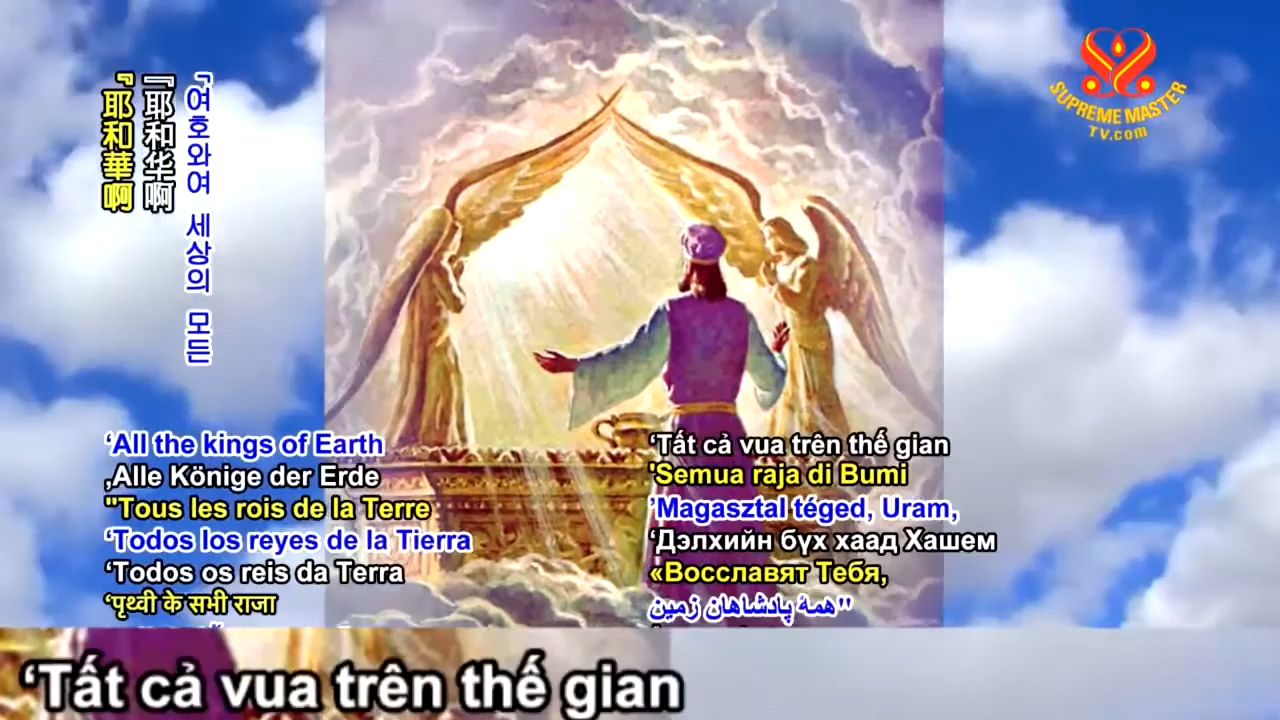 SUPREME MASTER
TV.com
『耶和華啊
『耶和华啊
『여호와여 세상의 모든
‘All the kings of Earth
‚Alle Könige der Erde
"Tous les rois de la Terre
‘Todos los reyes de la Tierra
‘Todos os reis da Terra
‘पृथ्वी के सभी राजा
‘Tất cả vua trên thế gian
'Semua raja di Bumi
’Magasztal téged, Uram,
‘Дэлхийн бүх хаад Хашем
«Восславят Тебя,
"همهٔ پادشاهان زمین
‘Tất cả vua trên thế gian